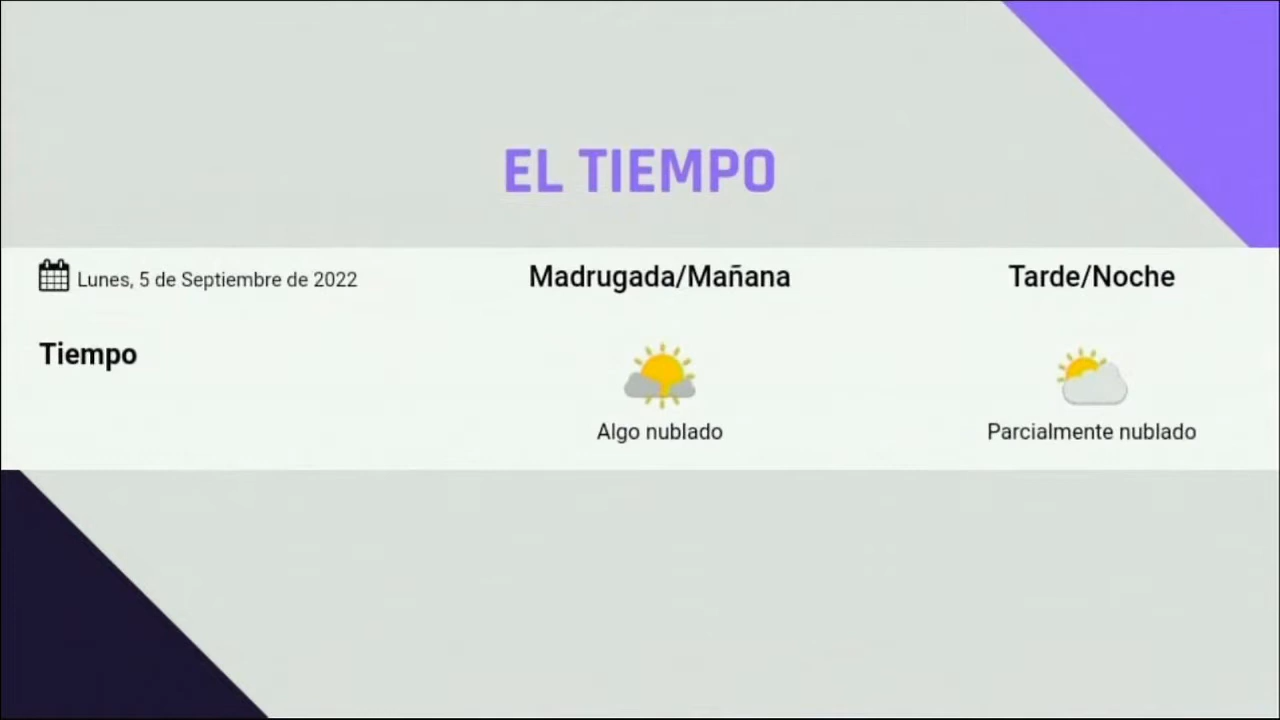 EL TIEMPO
Lunes, 5 de Septiembre de 2022 Madrugada/Mañana Tarde/Noche
Tiempo
Algo nublado Parcialmente nublado